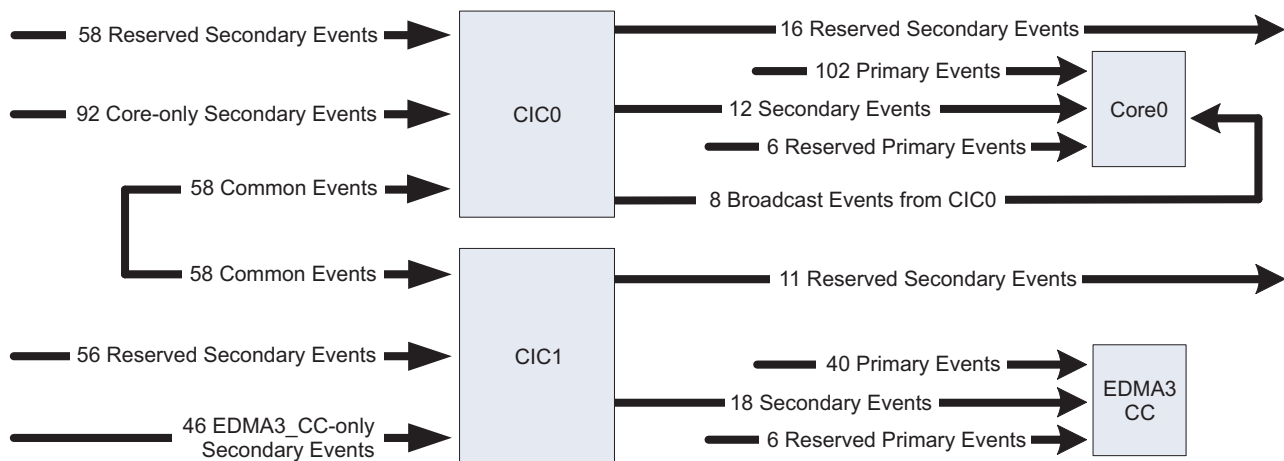 58 Reserved Secondary Events
92 Core-only Secondary Events
58 Common Events
CIC0
16 Reserved Secondary Events
102 Primary Events
12 Secondary Events
6 Reserved Primary Events
8 Broadcast Events from CIC0
Core0
58 Common Events
56 Reserved Secondary Events
46 EDMA3_CC-only
Secondary Events
CIC1
11 Reserved Secondary Events
40 Primary Events
18 Secondary Events
6 Reserved Primary Events
EDMA3
CC